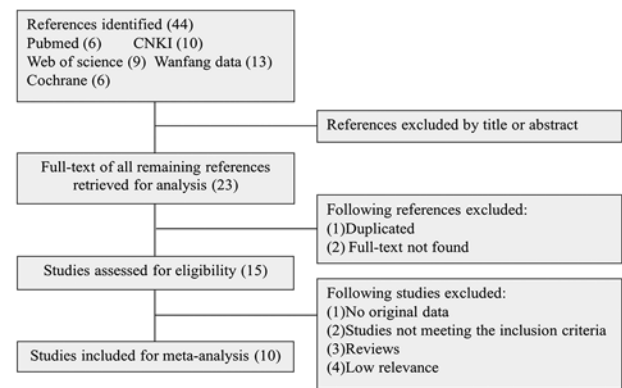 References identified (44)
Pubmed (6) CNKI (10)
Web of science (9) Wanfang data (13)
Cochrane (6)
References excluded by title or abstract
Full-text of all remaining references
retrieved for analysis (23)
Following references excluded:
(1)Duplicated
(2) Full-text not found
Studies assessed for eligibility (15)
Following studies excluded:
(1)No original data
(2)Studies not meeting the inclusion criteria
(3)Reviews
(4)Low relevance
Studies included for meta-analysis (10)